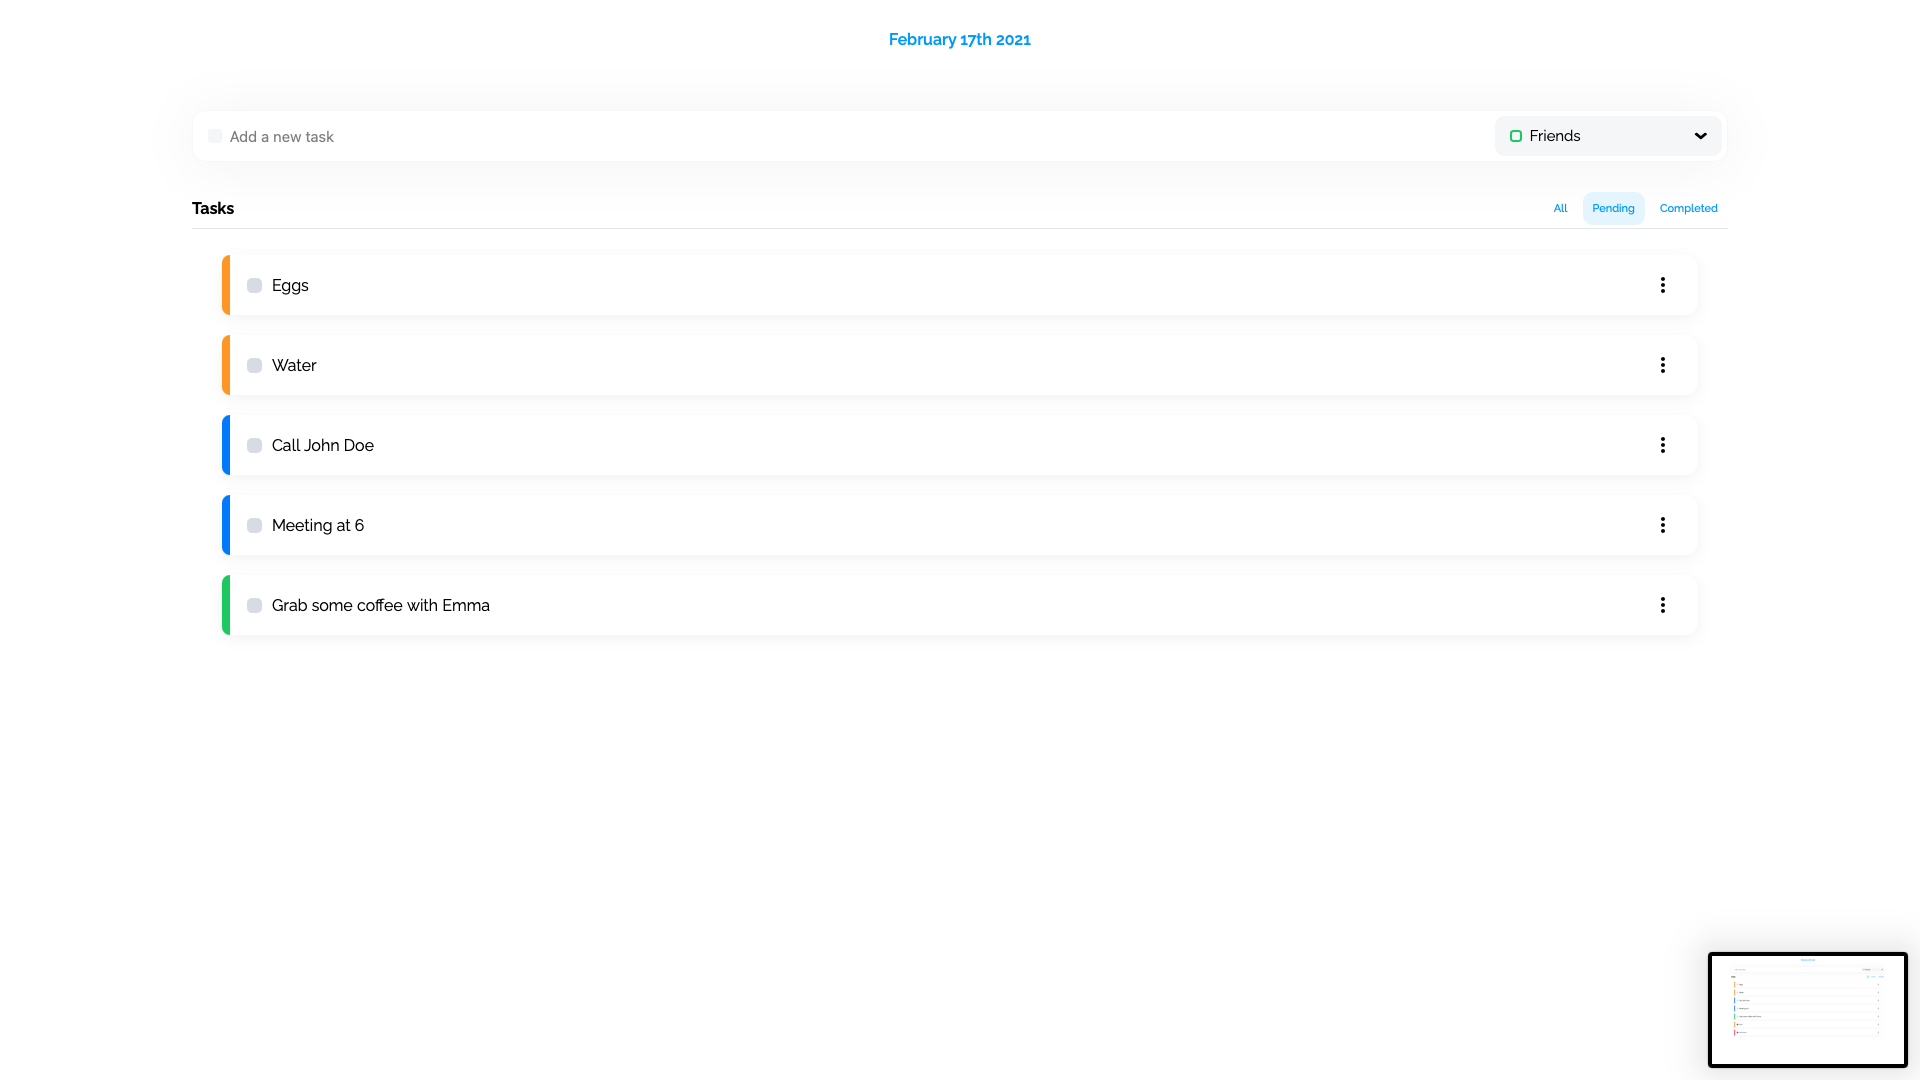 February 17th 2021
Add a new task
Friends
Tasks
All
Pending
Completed
Eggs
Water
Call John Doe
Meeting at 6
Grab some coffee with Emma